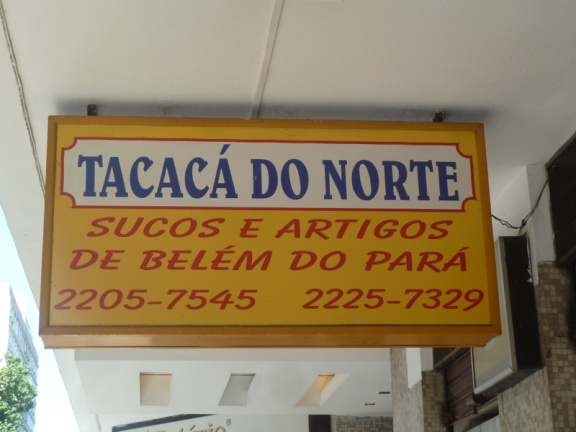 TACACÁ DO NORTE
SUCOS E ARTIGOS
DE BELÉM DO PARÁ
2205-7545 2225-7329